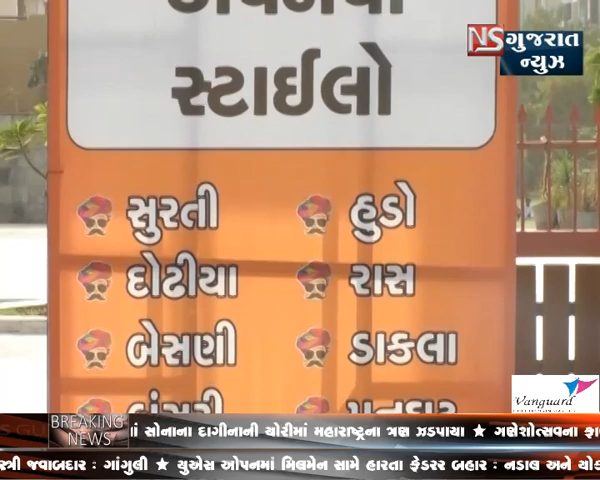 સ્ટાઈલો
NS ગુજરાત
ન્યુઝ
સુરતી હુડો
દોઢીયા રાસ
બેસણી ડાકલા
Vanguard
BREAKING NEWS સોનાના દાગીનાની ચોરીમાં મહારાષ્ટ્રના ત્રણ ઝડપાયા ★ ગણેશોત્સવના
સ્ત્રી જવાબદાર : ગાંગુલી ★ યુએસ ઓપનમાં મિલમેન સામે હારતા ફેડરર બહાર : નડાલ અને